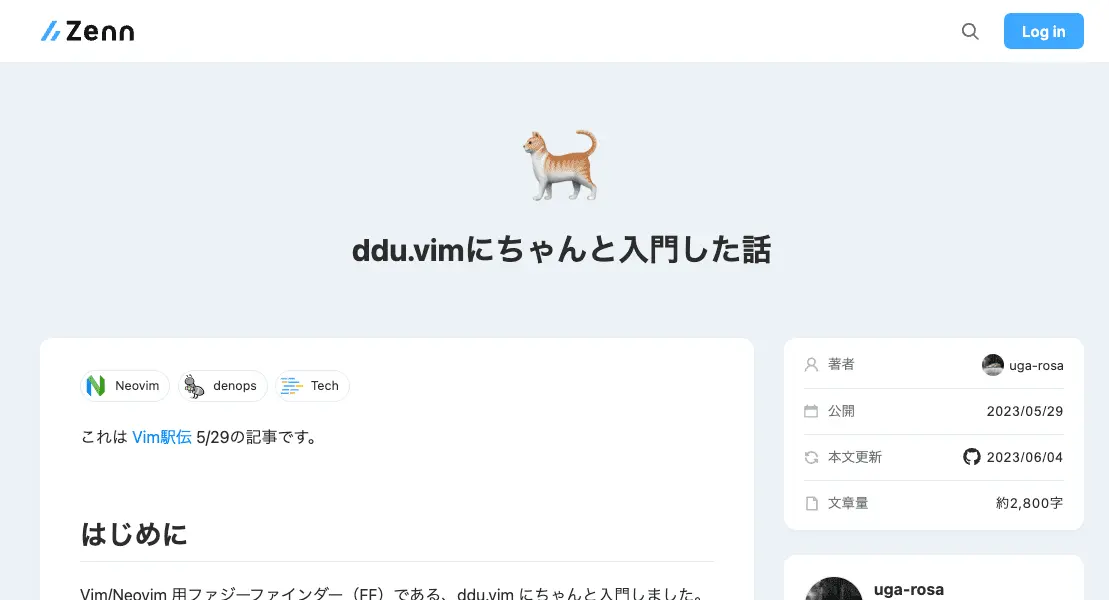 Zenn
Log in
ddu.vimにちゃんと入門した話
Neovim
denops
Tech
これは Vim駅伝 5/29の記事です。
はじめに
Vim/Neovim 用ファジーファインダー（FF）である、ddu.vim にちゃんと入門しました。
著者
uga-rosa
公開
2023/05/29
本文更新
2023/06/04
文章量
約2,800字
uga-rosa